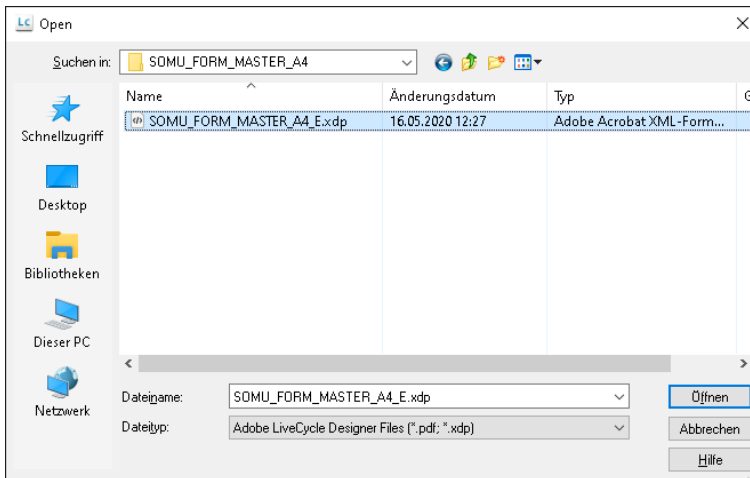 LC Open
Suchen in: SOMU_FORM_MASTER_A4
Name Änderungsdatum Typ G
SOMU_FORM_MASTER_A4_E.xdp 16.05.2020 12:27 Adobe Acrobat XML-Form...
Schnellzugriff
Desktop
Bibliotheken
Dieser PC
Netzwerk
Dateiname: SOMU_FORM_MASTER_A4_E.xdp Öffnen
Dateityp: Adobe LiveCycle Designer Files (*.pdf; *.xdp) Abbrechen
Hilfe